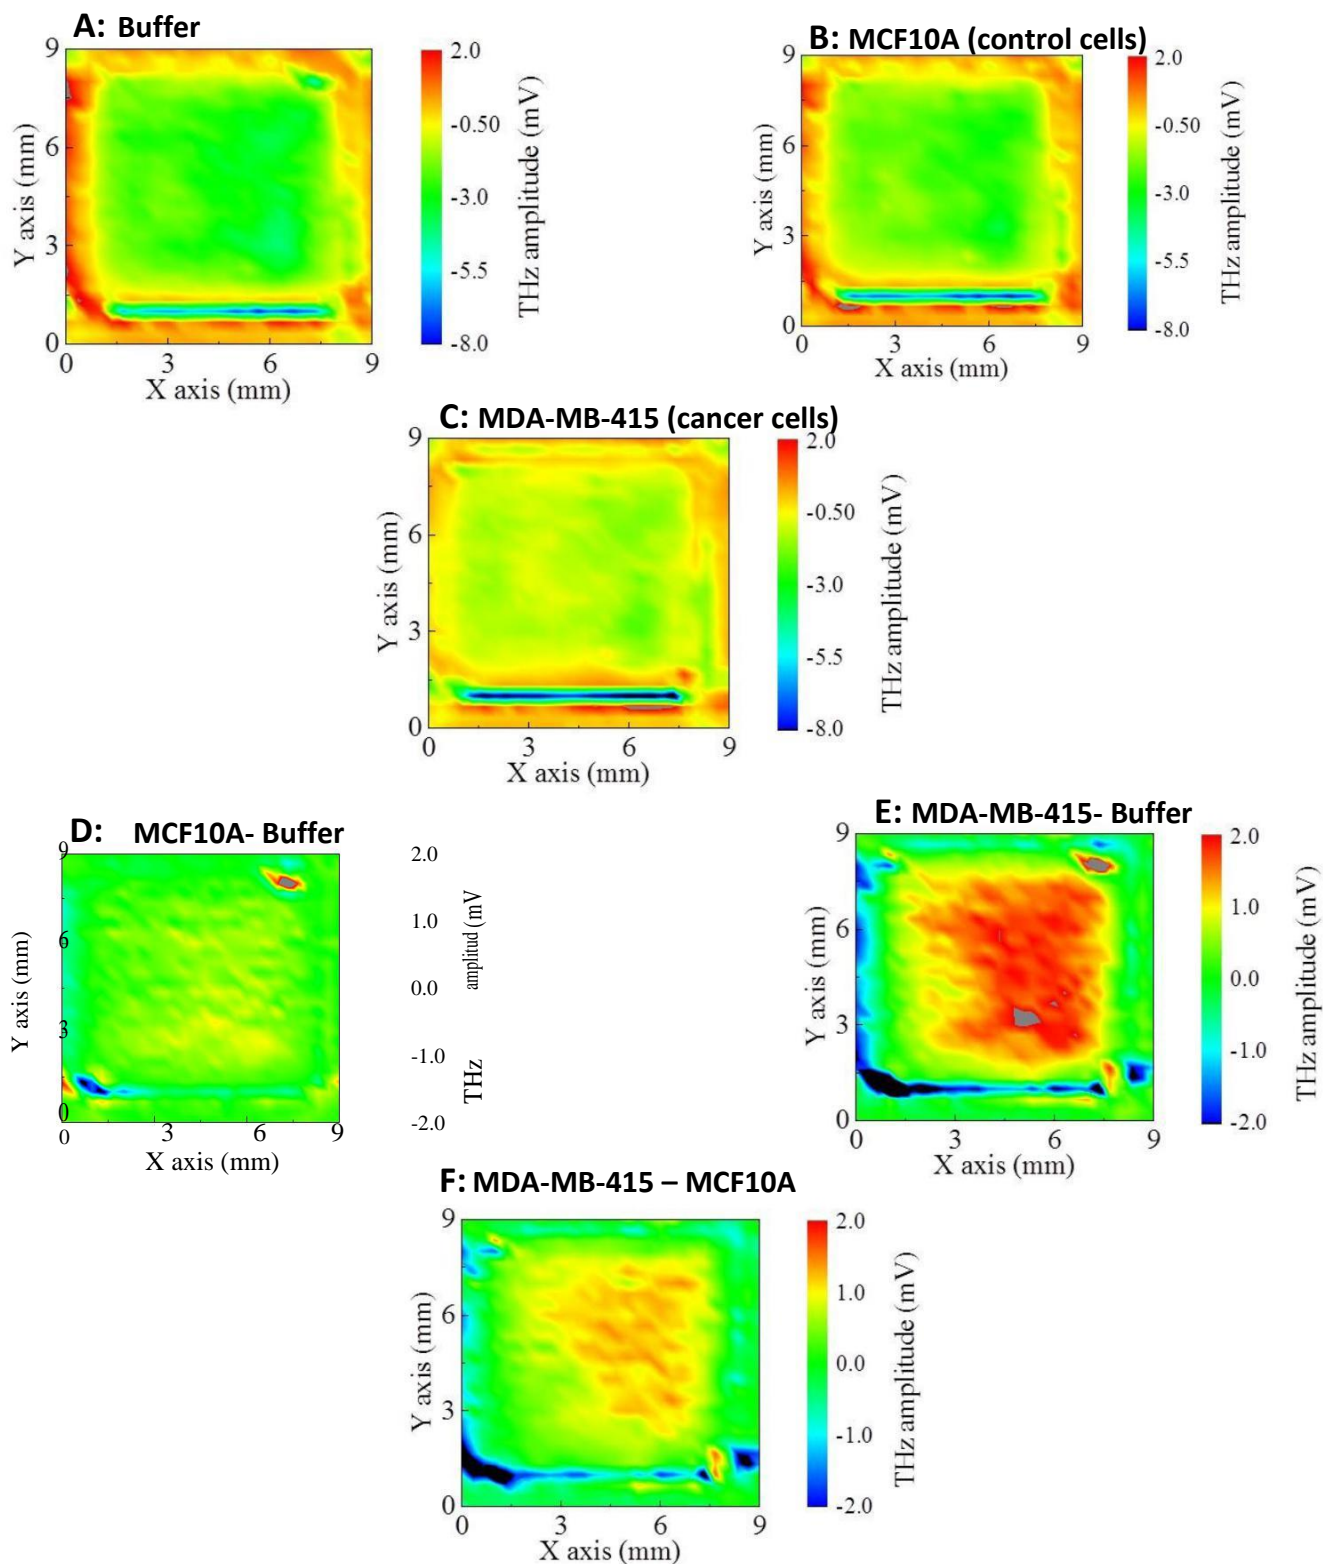 A: Buffer
9
6
3
0
Y axis (mm)
0 3 6 9
X axis (mm)
2.0
-0.50
-3.0
-5.5
-8.0
THz amplitude (mV)
B: MCF10A (control cells)
9
6
3
0
Y axis (mm)
0 3 6 9
X axis (mm)
2.0
-0.50
-3.0
-5.5
-8.0
THz amplitude (mV)
C: MDA-MB-415 (cancer cells)
9
6
3
0
Y axis (mm)
0 3 6 9
X axis (mm)
2.0
-0.50
-3.0
-5.5
-8.0
THz amplitude (mV)
D: MCF10A- Buffer
9
6
3
0
Y axis (mm)
0 3 6 9
X axis (mm)
2.0
1.0
0.0
-1.0
-2.0
THz amplitud (mV
E: MDA-MB-415- Buffer
9
6
3
0
Y axis (mm)
0 3 6 9
X axis (mm)
2.0
1.0
0.0
-1.0
-2.0
THz amplitude (mV)
F: MDA-MB-415 – MCF10A
9
6
3
0
Y axis (mm)
0 3 6 9
X axis (mm)
2.0
1.0
0.0
-1.0
-2.0
THz amplitude (mV)